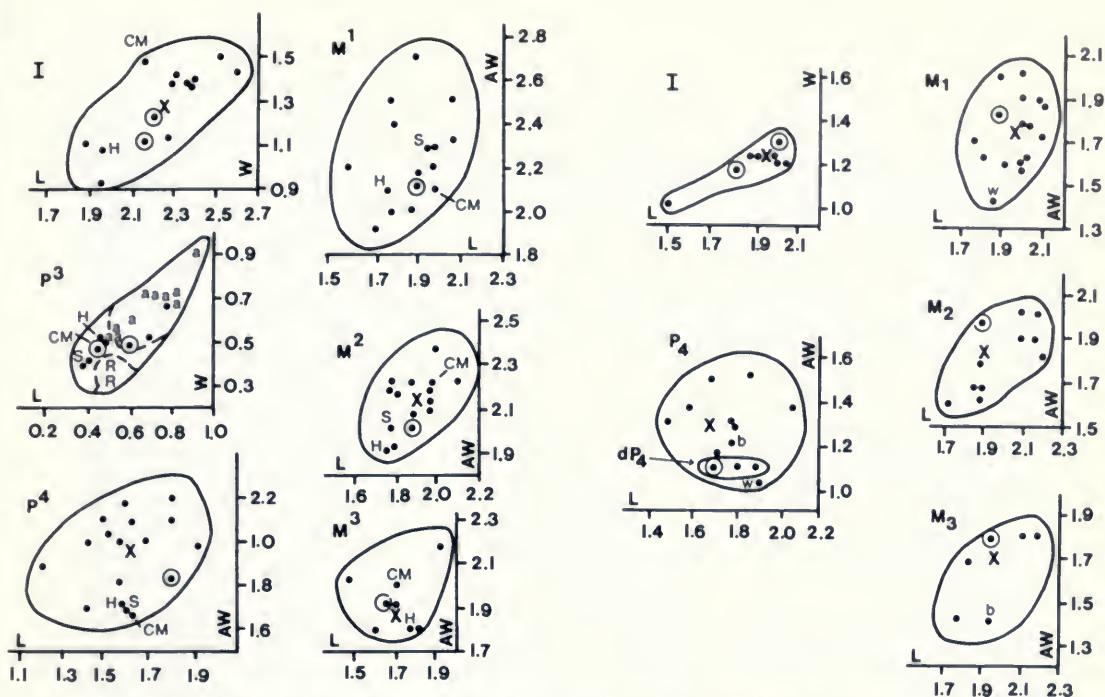 I
CM
H
1.5
1.3
1.1
0.9
W
L
1.7 1.9 2.1 2.3 2.5 2.7
P3
H
CM
S
a
a a a a
a
a
a
R
R
0.9
0.7
0.5
0.3
W
L
0.2 0.4 0.6 0.8 1.0
P4
H S
CM
2.2
1.0
1.8
1.6
AW
L
1.1 1.3 1.5 1.7 1.9
M1
S
H
CM
2.8
2.6
2.4
2.2
2.0
1.8
AW
L
1.5 1.7 1.9 2.1 2.3
M2
CM
S
H
2.5
2.3
2.1
1.9
AW
L
1.6 1.8 2.0 2.2
M3
CM
X
H
2.3
2.1
1.9
1.7
AW
L
1.5 1.7 1.9
I
X
1.6
1.4
1.2
1.0
W
L
1.5 1.7 1.9 2.1
P4
X
b
dP4
w
1.6
1.4
1.2
1.0
AW
L
1.4 1.6 1.8 2.0 2.2
M1
X
w
2.1
1.9
1.7
1.5
1.3
AW
L
1.7 1.9 2.1
M2
X
2.1
1.9
1.7
1.5
AW
L
1.7 1.9 2.1 2.3
M3
X
b
1.9
1.7
1.5
1.3
AW
L
1.7 1.9 2.1 2.3